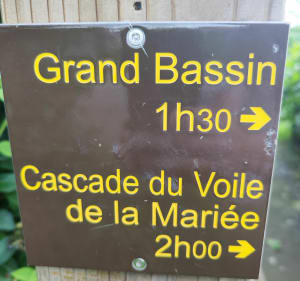 Grand Bassin
1h30 ➔
Cascade du Voile
de la Mariée
2h00 ➔